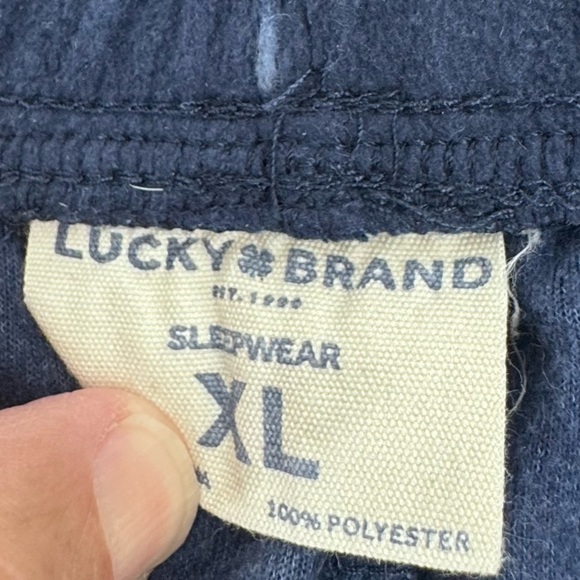 LUCKY BRAND
SLEEPWEAR
XL
100% POLYESTER